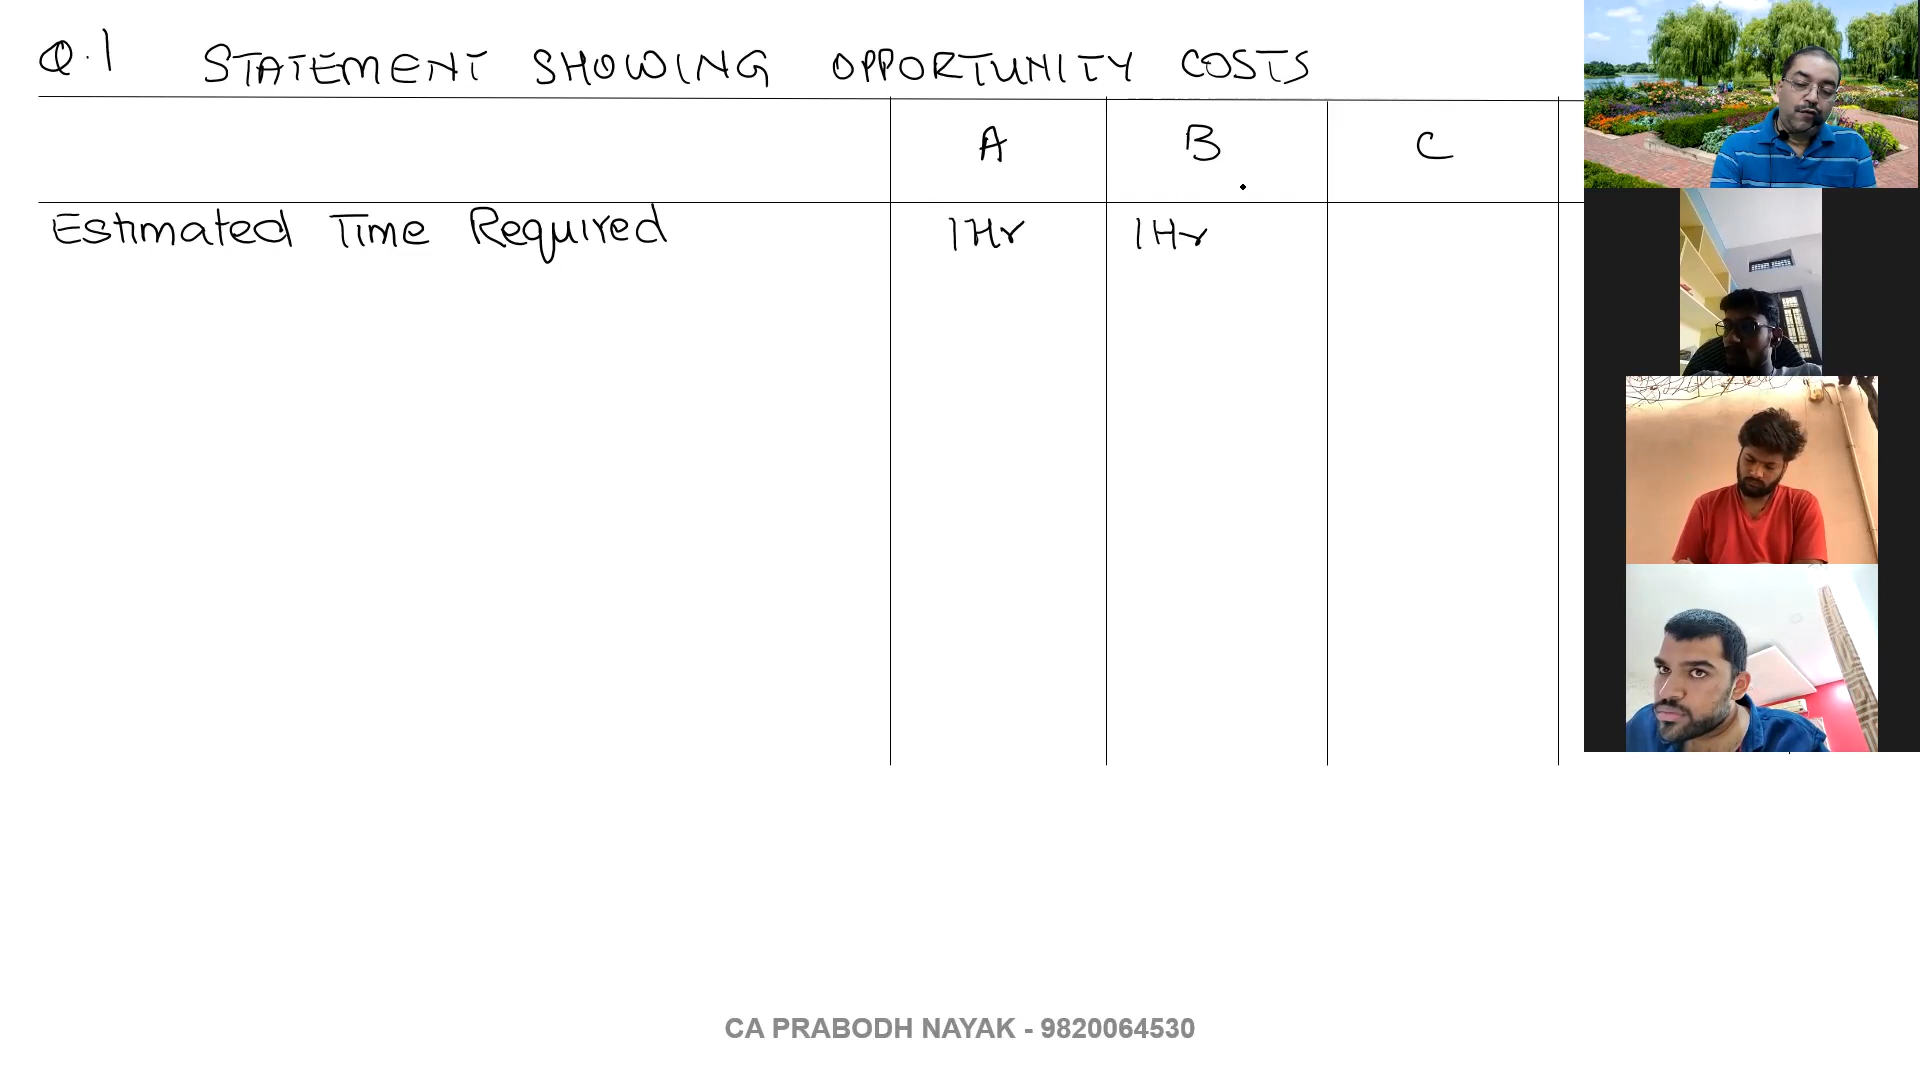 Q.1 STATEMENT SHOWING OPPORTUNITY COSTS
A B C
Estimated Time Required 1Hr 1Hr
CA PRABODH NAYAK - 9820064530